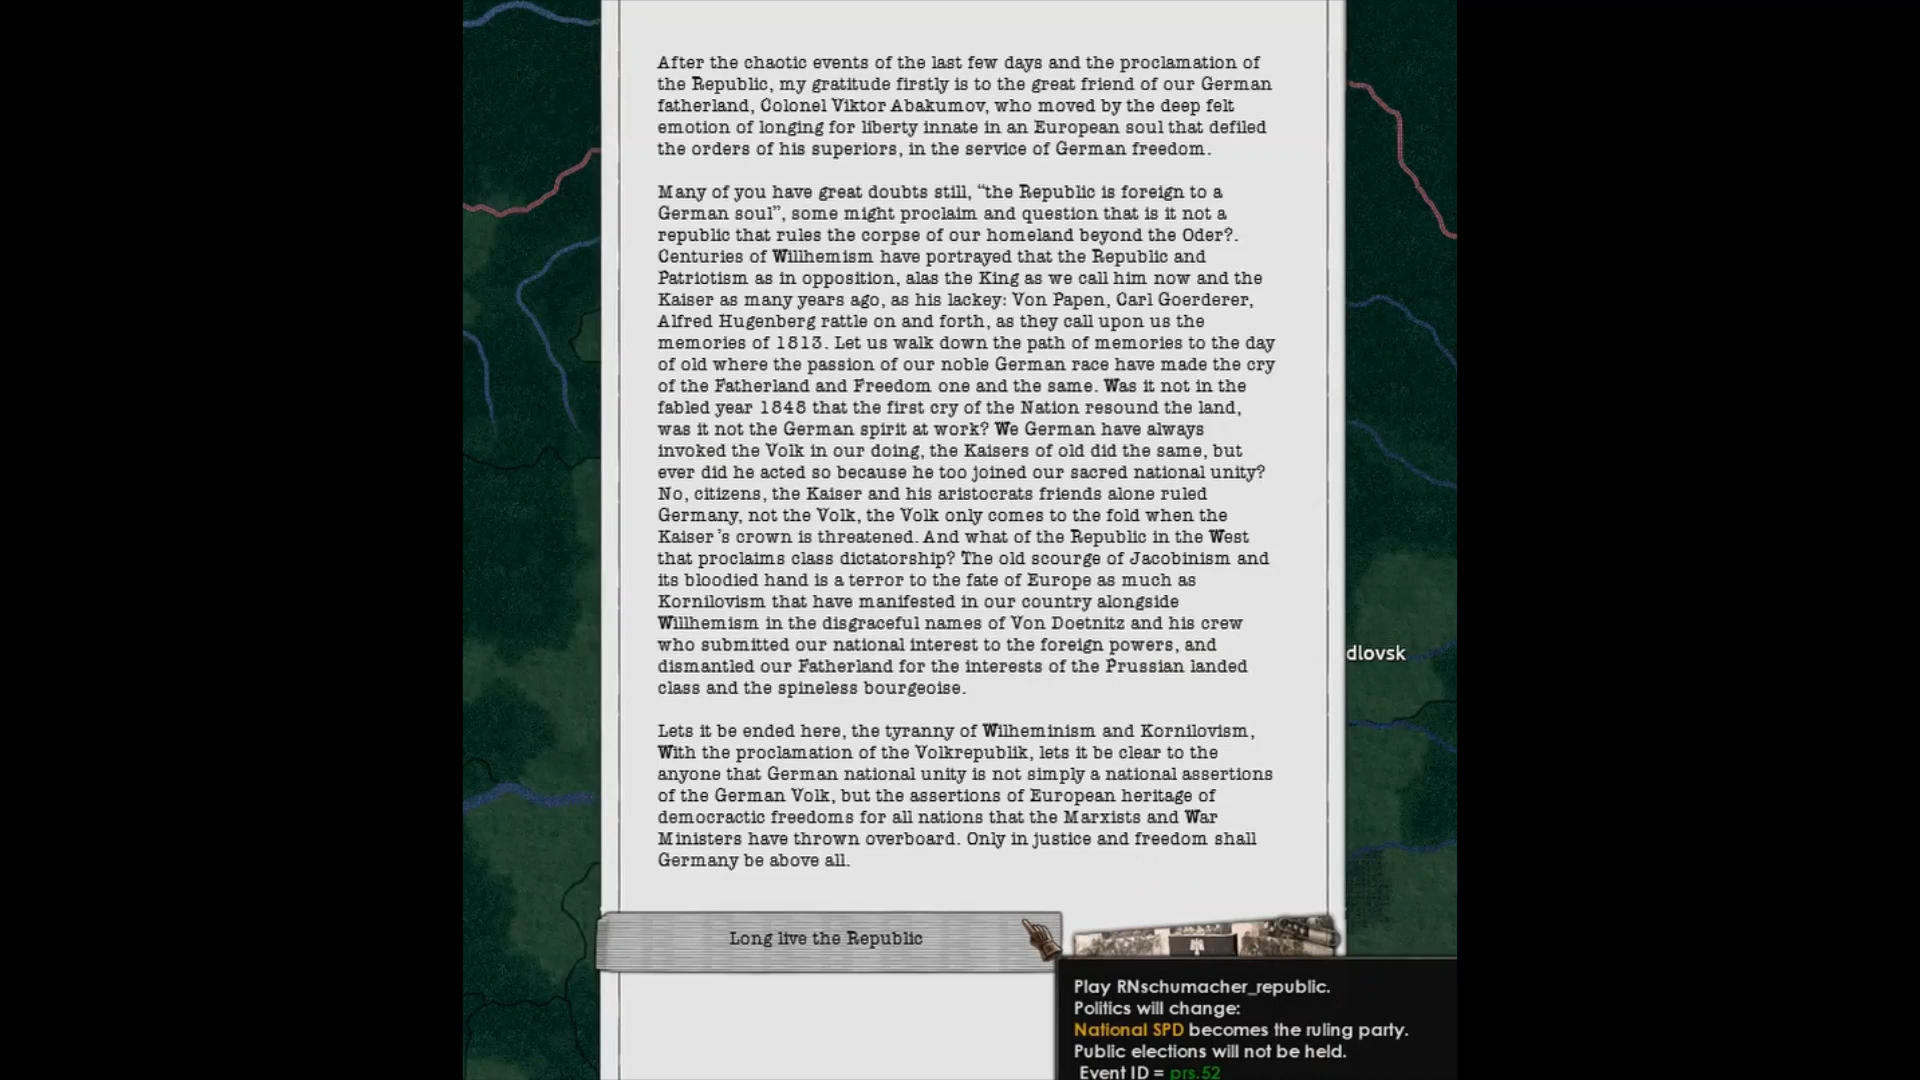 After the chaotic events of the last few days and the proclamation of
the Republic, my gratitude firstly is to the great friend of our German
fatherland, Colonel Viktor Abakumov, who moved by the deep felt
emotion of longing for liberty innate in an European soul that defiled
the orders of his superiors, in the service of German freedom.
Many of you have great doubts still, “the Republic is foreign to a
German soul”, some might proclaim and question that is it not a
republic that rules the corpse of our homeland beyond the Oder?.
Centuries of Willhemism have portrayed that the Republic and
Patriotism as in opposition, alas the King as we call him now and the
Kaiser as many years ago, as his lackey: Von Papen, Carl Goerderer,
Alfred Hugenberg rattle on and forth, as they call upon us the
memories of 1813. Let us walk down the path of memories to the day
of old where the passion of our noble German race have made the cry
of the Fatherland and Freedom one and the same. Was it not in the
fabled year 1848 that the first cry of the Nation resound the land,
was it not the German spirit at work? We German have always
invoked the Volk in our doing, the Kaisers of old did the same, but
ever did he acted so because he too joined our sacred national unity?
No, citizens, the Kaiser and his aristocrats friends alone ruled
Germany, not the Volk, the Volk only comes to the fold when the
Kaiser's crown is threatened. And what of the Republic in the West
that proclaims class dictatorship? The old scourge of Jacobinism and
its bloodied hand is a terror to the fate of Europe as much as
Kornilovism that have manifested in our country alongside
Willhemism in the disgraceful names of Von Doetnitz and his crew
who submitted our national interest to the foreign powers, and
dismantled our Fatherland for the interests of the Prussian landed
class and the spineless bourgeoise.
dlovsk
Lets it be ended here, the tyranny of Wilheminism and Kornilovism,
With the proclamation of the Volkrepublik, lets it be clear to the
anyone that German national unity is not simply a national assertions
of the German Volk, but the assertions of European heritage of
democractic freedoms for all nations that the Marxists and War
Ministers have thrown overboard. Only in justice and freedom shall
Germany be above all.
Long live the Republic
Play RNschumacher_republic.
Politics will change:
National SPD becomes the ruling party.
Public elections will not be held.
Event ID = prs.52